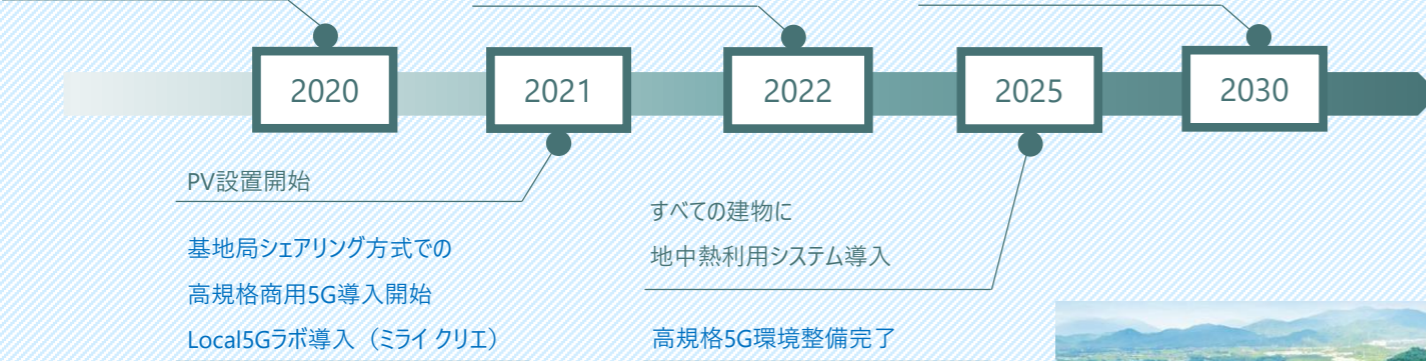 2020
2021
2022
2025
2030
PV設置開始
基地局シェアリング方式での
高規格商用5G導入開始
Local5Gラボ導入（ミライ クリエ）
すべての建物に
地中熱利用システム導入
高規格5G環境整備完了